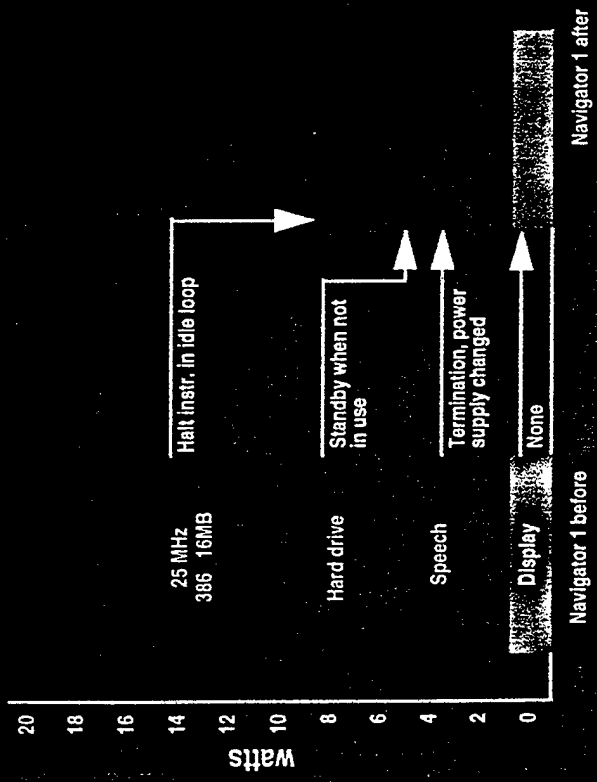 20
18
16
14
12
10
8
6
4
2
0
watts
25 MHz
386 16MB
Halt instr. in idle loop
Hard drive
Standby when not
in use
Speech
Termination, power
supply changed
Display
None
Navigator 1 before
Navigator 1 after